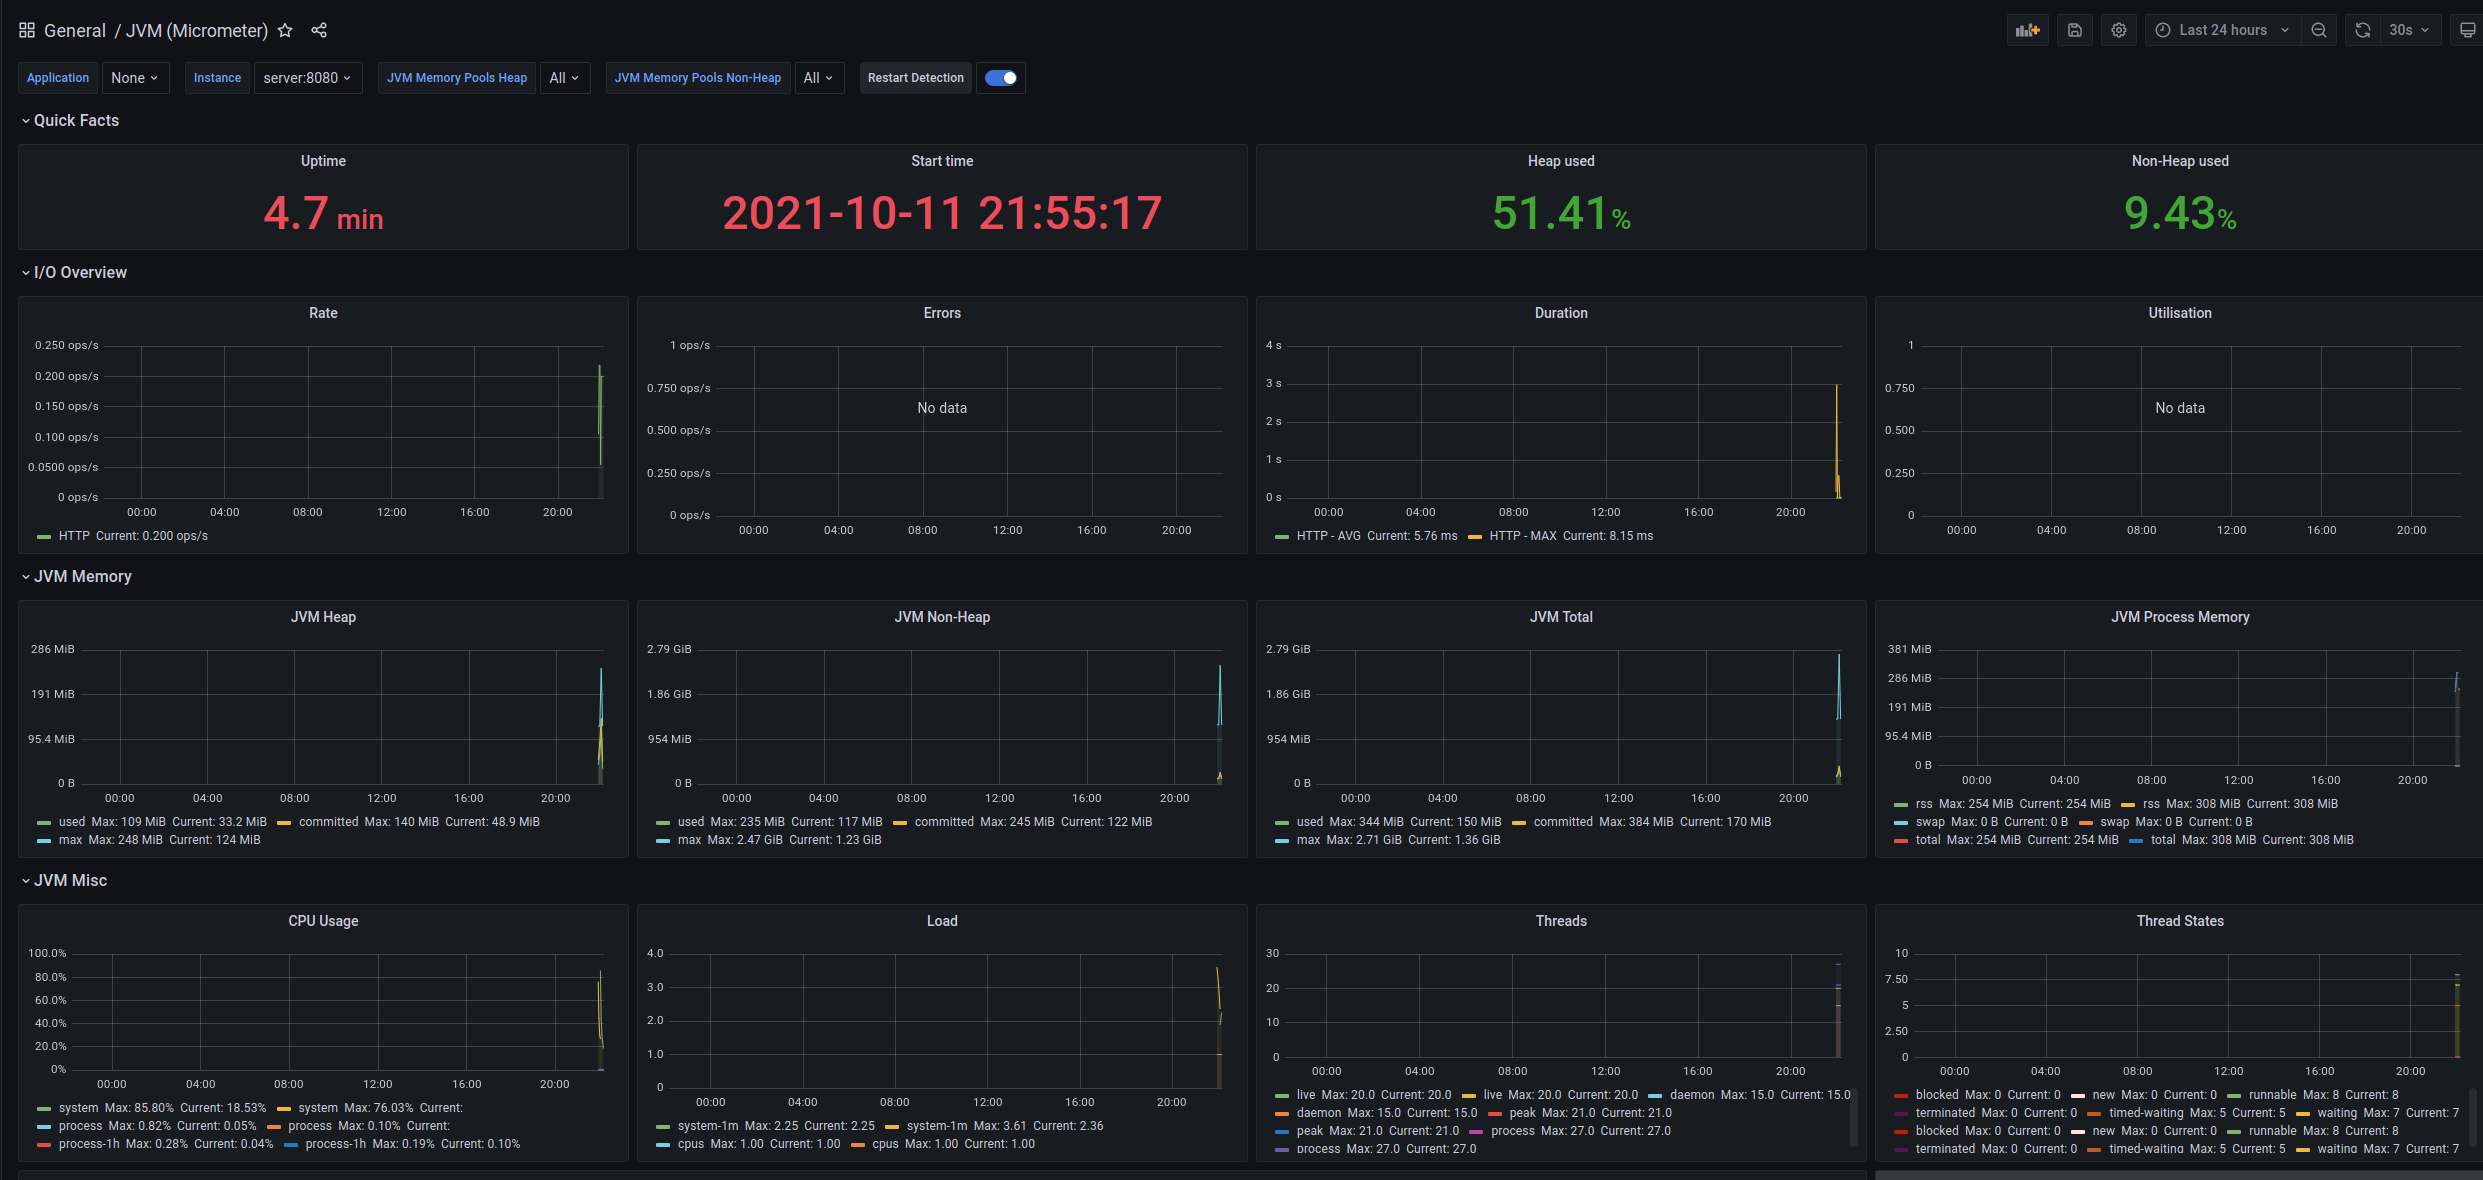 General / JVM (Micrometer)
Last 24 hours
30s
Application None Instance server:8080 JVM Memory Pools Heap All JVM Memory Pools Non-Heap All Restart Detection
Quick Facts
Uptime
4.7 min
Start time
2021-10-11 21:55:17
Heap used
51.41%
Non-Heap used
9.43%
I/O Overview
Rate
0.250 ops/s
0.200 ops/s
0.150 ops/s
0.100 ops/s
0.0500 ops/s
0 ops/s
00:00 04:00 08:00 12:00 16:00 20:00
HTTP Current: 0.200 ops/s
Errors
1 ops/s
0.750 ops/s
No data
0.500 ops/s
0.250 ops/s
0 ops/s
00:00 04:00 08:00 12:00 16:00 20:00
Duration
4 s
3 s
2 s
1 s
0 s
00:00 04:00 08:00 12:00 16:00 20:00
HTTP - AVG Current: 5.76 ms HTTP - MAX Current: 8.15 ms
Utilisation
1
0.750
No data
0.500
0.250
0
00:00 04:00 08:00 12:00 16:00 20:00
JVM Memory
JVM Heap
286 MiB
191 MiB
95.4 MiB
0 B
00:00 04:00 08:00 12:00 16:00 20:00
used Max: 109 MiB Current: 33.2 MiB committed Max: 140 MiB Current: 48.9 MiB
max Max: 248 MiB Current: 124 MiB
JVM Non-Heap
2.79 GiB
1.86 GiB
954 MiB
0 B
00:00 04:00 08:00 12:00 16:00 20:00
used Max: 235 MiB Current: 117 MiB committed Max: 245 MiB Current: 122 MiB
max Max: 2.47 GiB Current: 1.23 GiB
JVM Total
2.79 GiB
1.86 GiB
954 MiB
0 B
00:00 04:00 08:00 12:00 16:00 20:00
used Max: 344 MiB Current: 150 MiB committed Max: 384 MiB Current: 170 MiB
max Max: 2.71 GiB Current: 1.36 GiB
JVM Process Memory
381 MiB
286 MiB
191 MiB
95.4 MiB
0 B
00:00 04:00 08:00 12:00 16:00 20:00
rss Max: 254 MiB Current: 254 MiB rss Max: 308 MiB Current: 308 MiB
swap Max: 0 B Current: 0 B swap Max: 0 B Current: 0 B
total Max: 254 MiB Current: 254 MiB total Max: 308 MiB Current: 308 MiB
JVM Misc
CPU Usage
100.0%
80.0%
60.0%
40.0%
20.0%
0%
00:00 04:00 08:00 12:00 16:00 20:00
system Max: 85.80% Current: 18.53% system Max: 76.03% Current:
process Max: 0.82% Current: 0.05% process Max: 0.10% Current:
process-1h Max: 0.28% Current: 0.04% process-1h Max: 0.19% Current: 0.10%
Load
4.0
3.0
2.0
1.0
0
00:00 04:00 08:00 12:00 16:00 20:00
system-1m Max: 2.25 Current: 2.25 system-1m Max: 3.61 Current: 2.36
cpus Max: 1.00 Current: 1.00 cpus Max: 1.00 Current: 1.00
Threads
30
20
10
0
00:00 04:00 08:00 12:00 16:00 20:00
live Max: 20.0 Current: 20.0 live Max: 20.0 Current: 20.0 daemon Max: 15.0 Current: 15.0
daemon Max: 15.0 Current: 15.0 peak Max: 21.0 Current: 21.0
peak Max: 21.0 Current: 21.0 process Max: 27.0 Current: 27.0
process Max: 27.0 Current: 27.0
Thread States
10
7.50
5
2.50
0
00:00 04:00 08:00 12:00 16:00 20:00
blocked Max: 0 Current: 0 new Max: 0 Current: 0 runnable Max: 8 Current: 8
terminated Max: 0 Current: 0 timed-waiting Max: 5 Current: 5 waiting Max: 7 Current: 7
blocked Max: 0 Current: 0 new Max: 0 Current: 0 runnable Max: 8 Current: 8
terminated Max: 0 Current: 0 timed-waiting Max: 5 Current: 5 waiting Max: 7 Current: 7